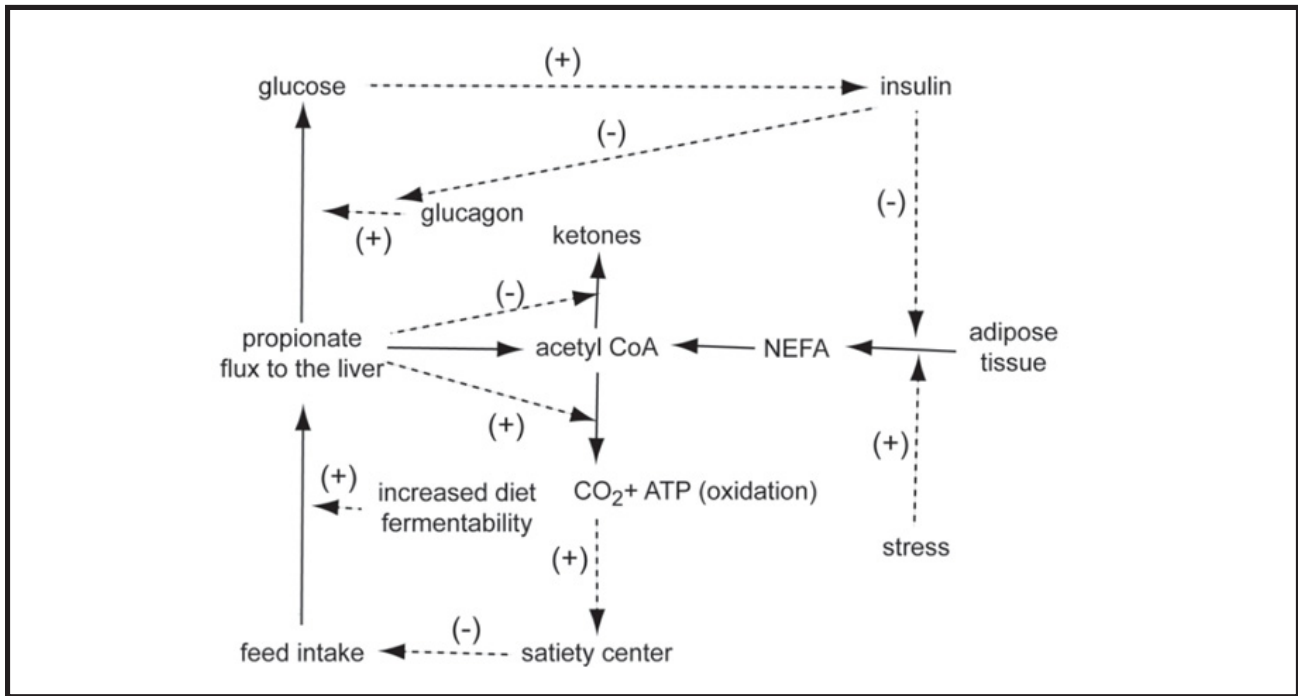 (+)
glucose
insulin
(-)
(-)
glucagon
(+)
ketones
(-)
propionate
flux to the liver
acetyl CoA
NEFA
adipose
tissue
(+)
(+)
(+)
increased diet
fermentability
CO₂+ ATP (oxidation)
stress
(+)
(-)
feed intake
satiety center